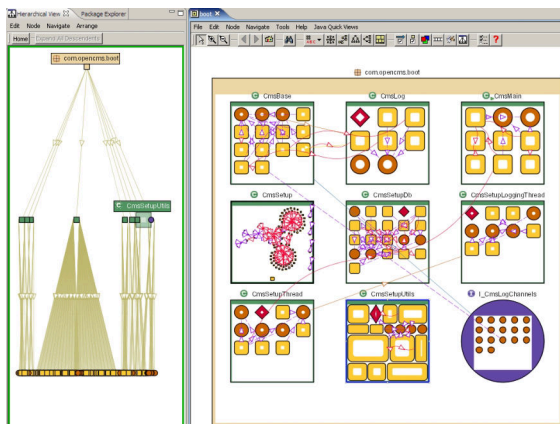 Hierarchical View
Package Explorer
Edit Node Navigate Arrange
Home Expand All Descendents
com.opencms.boot
CmsSetupUtils
boot
File Edit Node Navigate Tools Help Java Quick Views
com.opencms.boot
CmsBase
CmsLog
CmsMain
CmsSetup
CmsSetupDb
CmsSetupLoggingThread
CmsSetupThread
CmsSetupUtils
I_CmsLogChannels